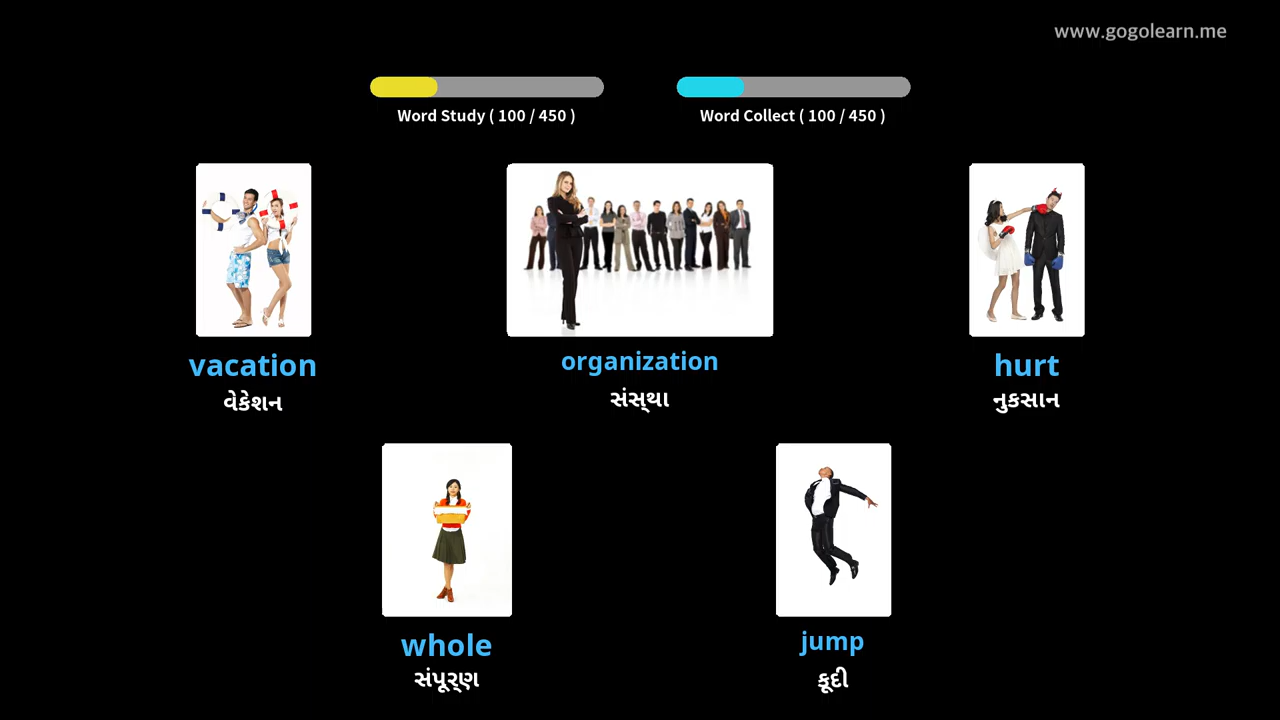 www.gogolearn.me
Word Study ( 100 / 450 )
Word Collect ( 100 / 450 )
vacation
વેકેશન
organization
સંસ્થા
hurt
નુકસાન
whole
સંપૂર્ણ
jump
કૂદી